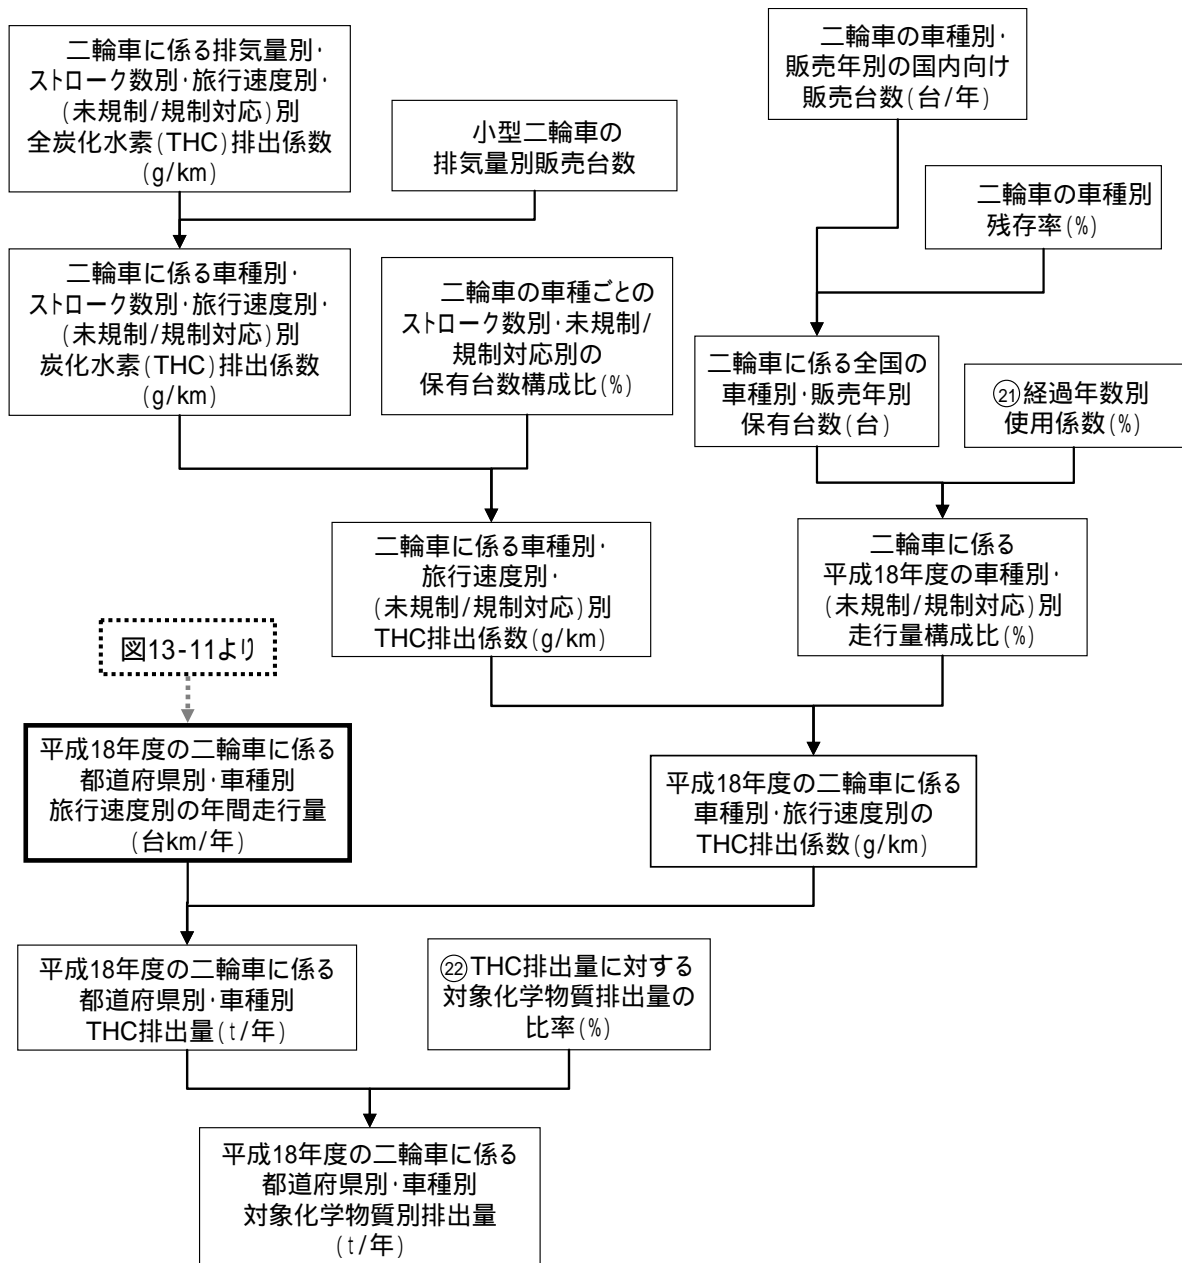 二輪車に係る排気量別・
ストローク数別・旅行速度別・
(未規制/規制対応)別
全炭化水素(THC)排出係数
(g/km)
小型二輪車の
排気量別販売台数
二輪車の車種別・
販売年別の国内向け
販売台数(台/年)
二輪車の車種別
残存率(%)
二輪車に係る車種別・
ストローク数別・旅行速度別・
(未規制/規制対応)別
炭化水素(THC)排出係数
(g/km)
二輪車の車種ごとの
ストローク数別・未規制/
規制対応別の
保有台数構成比(%)
二輪車に係る全国の
車種別・販売年別
保有台数(台)
㉑経過年数別
使用係数(%)
二輪車に係る車種別・
旅行速度別・
(未規制/規制対応)別
THC排出係数(g/km)
二輪車に係る
平成18年度の車種別・
(未規制/規制対応)別
走行量構成比(%)
図13-11より
平成18年度の二輪車に係る
都道府県別・車種別
旅行速度別の年間走行量
(台km/年)
平成18年度の二輪車に係る
車種別・旅行速度別の
THC排出係数(g/km)
平成18年度の二輪車に係る
都道府県別・車種別
THC排出量(t/年)
㉒THC排出量に対する
対象化学物質排出量の
比率(%)
平成18年度の二輪車に係る
都道府県別・車種別
対象化学物質別排出量
(t/年)